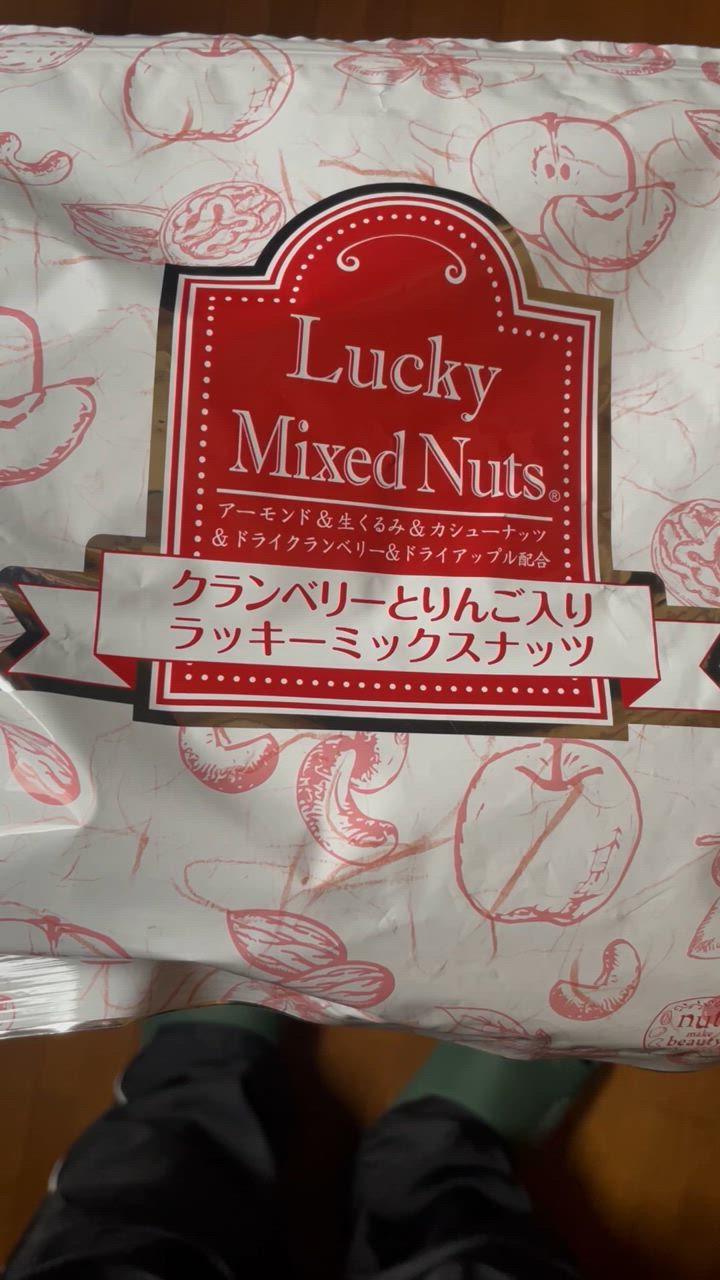 Lucky
Mixed Nuts®
アーモンド&生くるみ&カシューナッツ
&ドライクランベリー&ドライアップル配合
クランベリーとりんご入り
ラッキーミックスナッツ
nut
make
beauty